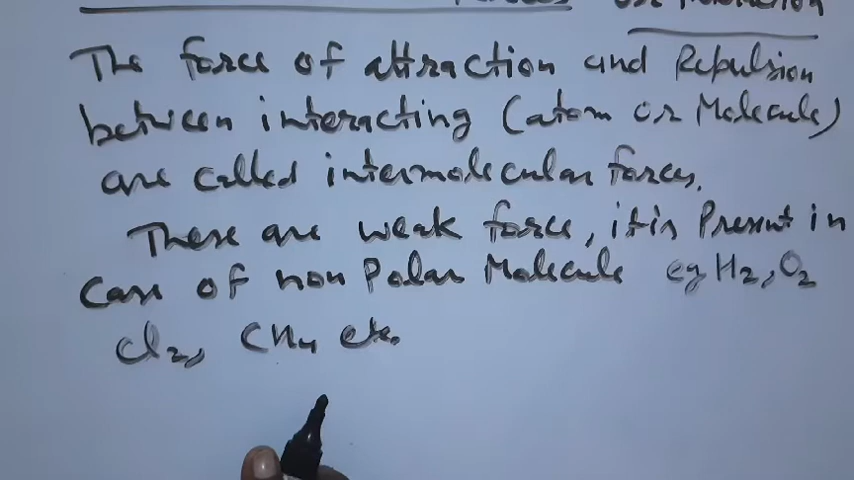 The force of attraction and Repulsion
between interacting (atom or Molecule)
are called intermolecular forces.
These are weak force, it is Present in
Case of non Polar Molecule eg H₂, O₂
Cl₂, CH₄ etc.